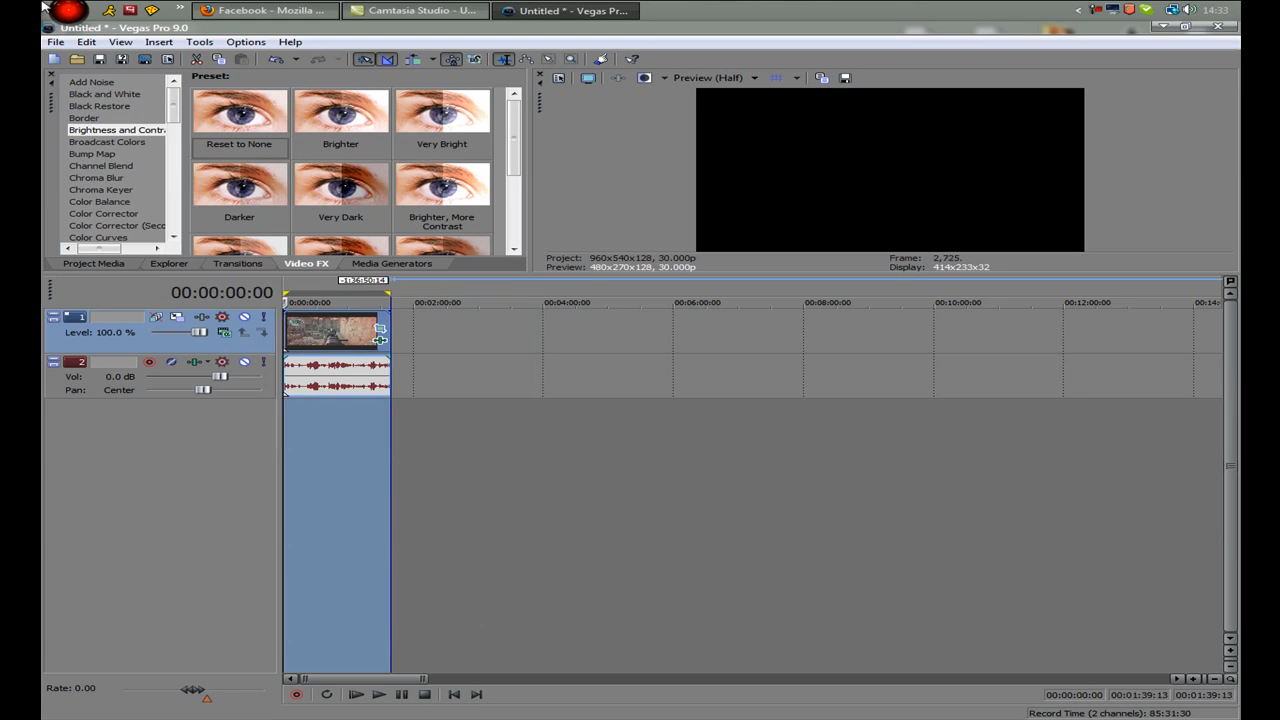 Facebook - Mozilla ...
Camtasia Studio - U...
Untitled * - Vegas Pr...
14:33
Untitled * - Vegas Pro 9.0
File Edit View Insert Tools Options Help
Add Noise
Black and White
Black Restore
Border
Brightness and Contra
Broadcast Colors
Bump Map
Channel Blend
Chroma Blur
Chroma Keyer
Color Balance
Color Corrector
Color Corrector (Seco
Color Curves
Preset:
Reset to None
Brighter
Very Bright
Darker
Very Dark
Brighter, More
Contrast
Preview (Half)
Project: 960x540x128, 30.000p
Preview: 480x270x128, 30.000p
Frame: 2,725.
Display: 414x233x32
Project Media Explorer Transitions Video FX Media Generators
-1:36:50:14
00:00:00:00
0:00:00:00 00:02:00:00 00:04:00:00 00:06:00:00 00:08:00:00 00:10:00:00 00:12:00:00 00:14:
1
Level: 100.0 %
2
Vol: 0.0 dB
Pan: Center
Rate: 0.00
00:00:00:00 00:01:39:13 00:01:39:13
Record Time (2 channels): 85:31:30